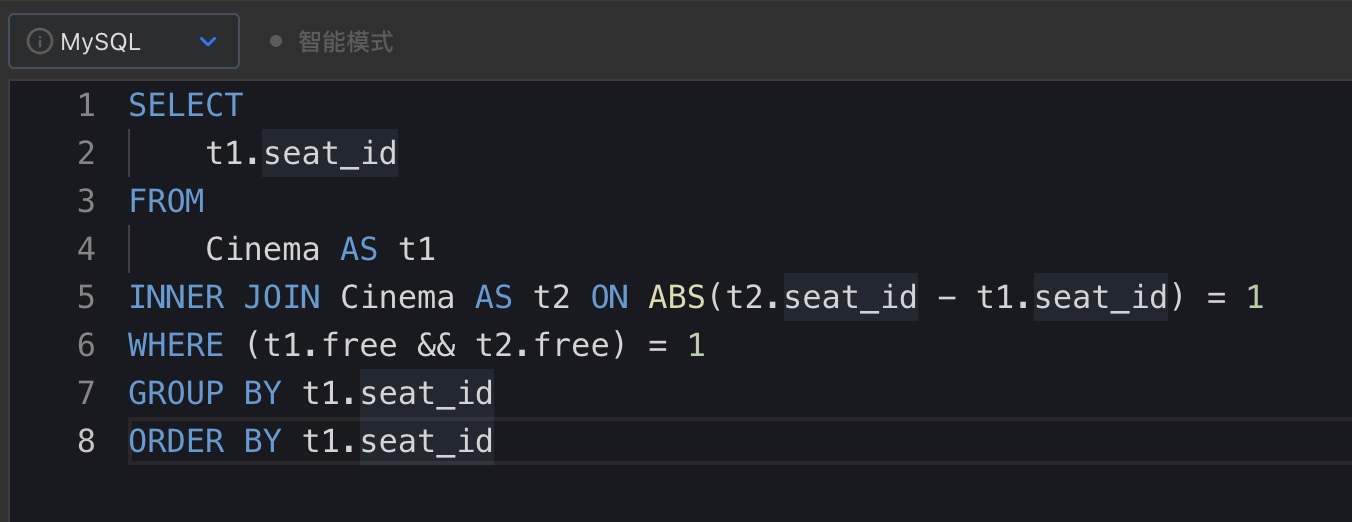 MySQL 智能模式
1 SELECT
2 t1.seat_id
3 FROM
4 Cinema AS t1
5 INNER JOIN Cinema AS t2 ON ABS(t2.seat_id - t1.seat_id) = 1
6 WHERE (t1.free && t2.free) = 1
7 GROUP BY t1.seat_id
8 ORDER BY t1.seat_id